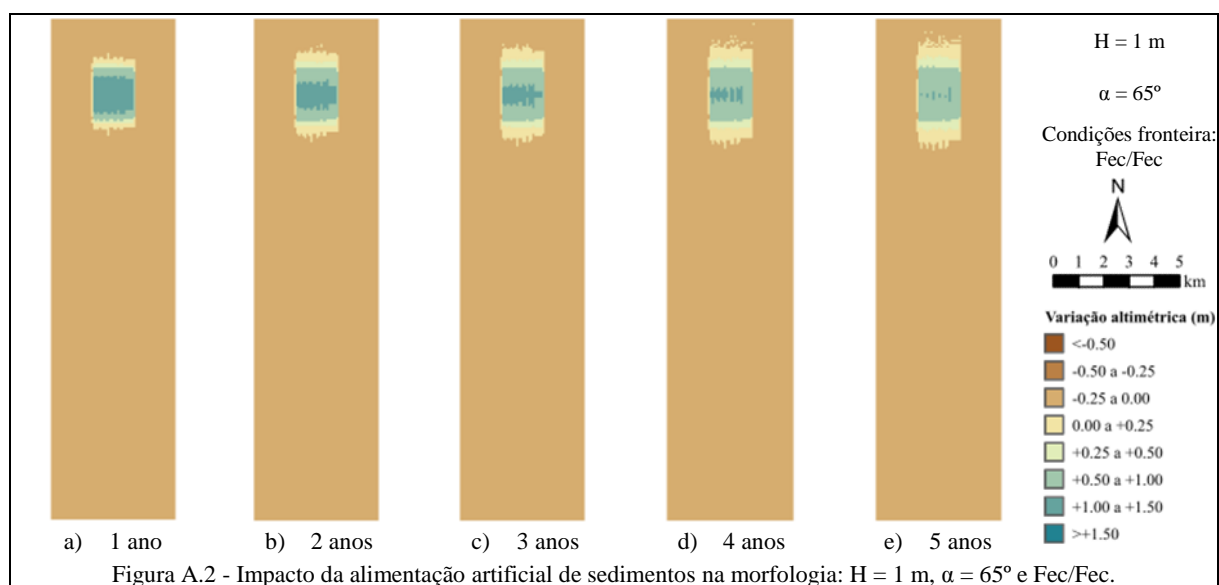 H = 1 m
α = 65º
Condições fronteira:
Fec/Fec
N
0 1 2 3 4 5
km
Variação altimétrica (m)
<-0.50
-0.50 a -0.25
-0.25 a 0.00
0.00 a +0.25
+0.25 a +0.50
+0.50 a +1.00
+1.00 a +1.50
>+1.50
a) 1 ano b) 2 anos c) 3 anos d) 4 anos e) 5 anos
Figura A.2 - Impacto da alimentação artificial de sedimentos na morfologia: H = 1 m, α = 65º e Fec/Fec.